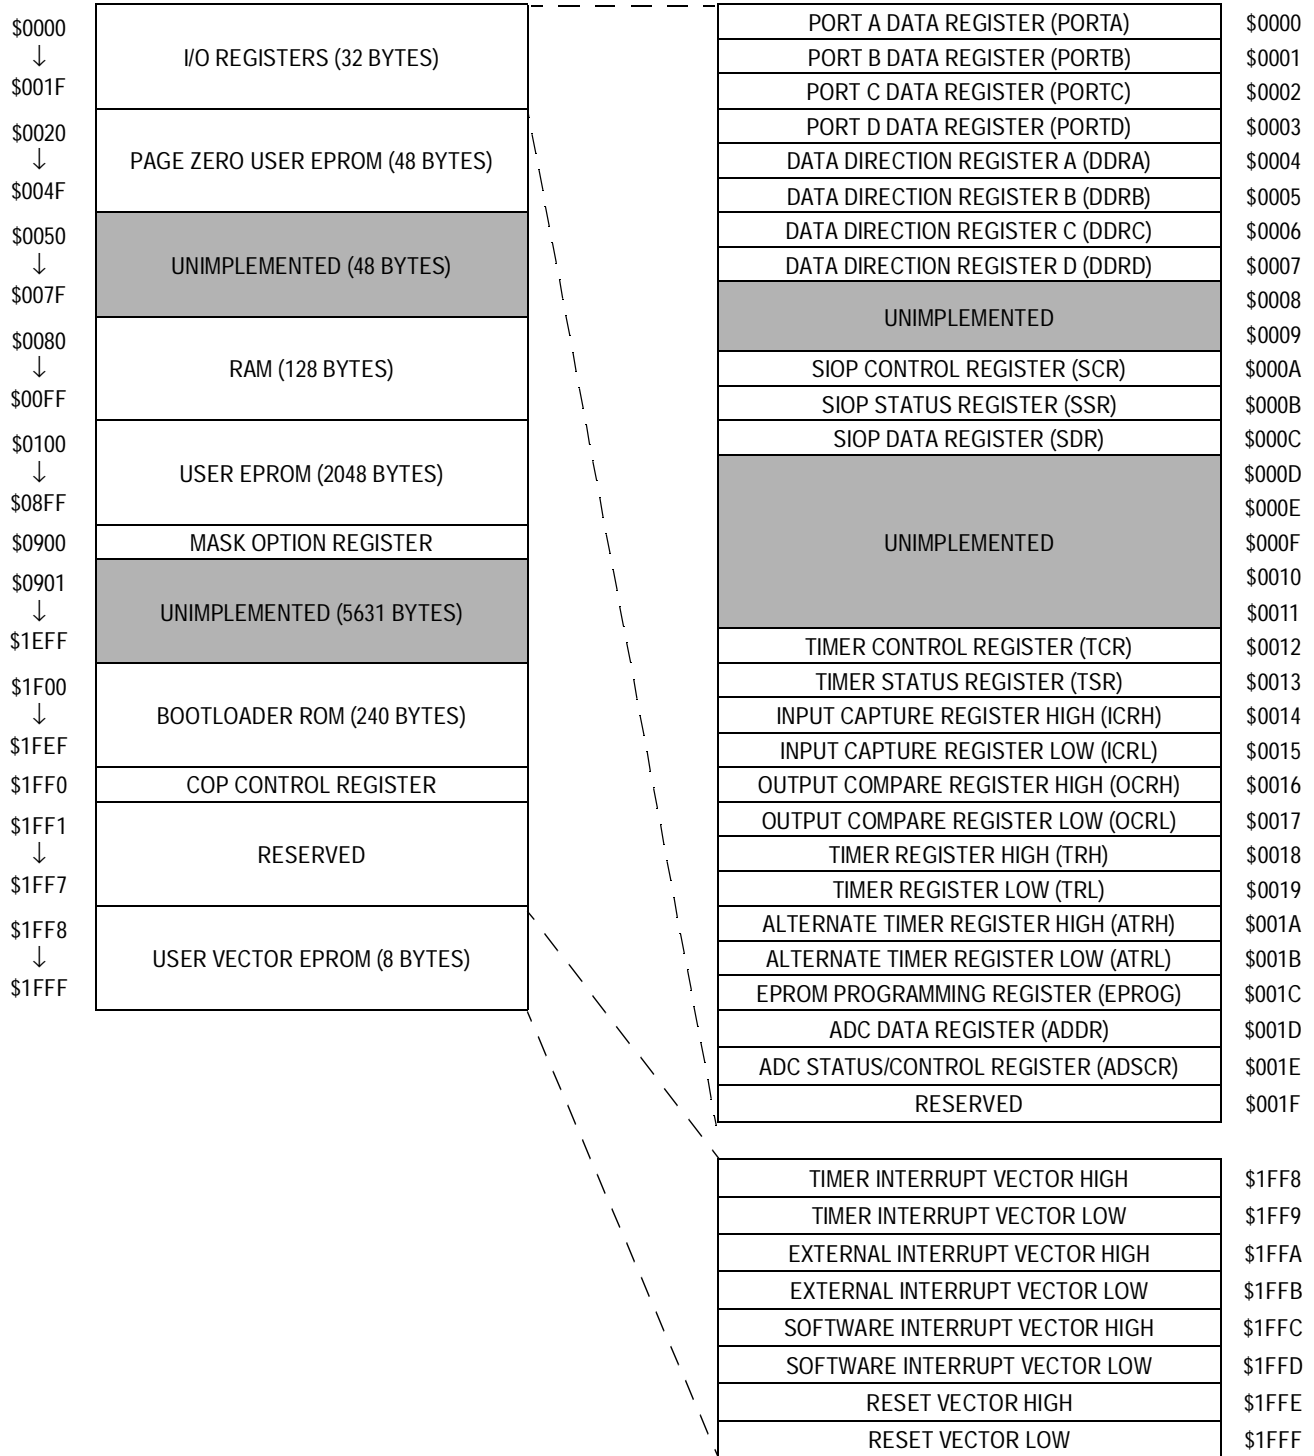 $0000
↓
$001F
I/O REGISTERS (32 BYTES)
$0020
↓
$004F
PAGE ZERO USER EPROM (48 BYTES)
$0050
↓
$007F
UNIMPLEMENTED (48 BYTES)
$0080
↓
$00FF
RAM (128 BYTES)
$0100
↓
$08FF
USER EPROM (2048 BYTES)
$0900 MASK OPTION REGISTER
$0901
↓
$1EFF
UNIMPLEMENTED (5631 BYTES)
$1F00
↓
$1FEF
BOOTLOADER ROM (240 BYTES)
$1FF0 COP CONTROL REGISTER
$1FF1
↓
$1FF7
RESERVED
$1FF8
↓
$1FFF
USER VECTOR EPROM (8 BYTES)
PORT A DATA REGISTER (PORTA) $0000
PORT B DATA REGISTER (PORTB) $0001
PORT C DATA REGISTER (PORTC) $0002
PORT D DATA REGISTER (PORTD) $0003
DATA DIRECTION REGISTER A (DDRA) $0004
DATA DIRECTION REGISTER B (DDRB) $0005
DATA DIRECTION REGISTER C (DDRC) $0006
DATA DIRECTION REGISTER D (DDRD) $0007
UNIMPLEMENTED
$0008
$0009
SIOP CONTROL REGISTER (SCR) $000A
SIOP STATUS REGISTER (SSR) $000B
SIOP DATA REGISTER (SDR) $000C
$000D
$000E
UNIMPLEMENTED $000F
$0010
$0011
TIMER CONTROL REGISTER (TCR) $0012
TIMER STATUS REGISTER (TSR) $0013
INPUT CAPTURE REGISTER HIGH (ICRH) $0014
INPUT CAPTURE REGISTER LOW (ICRL) $0015
OUTPUT COMPARE REGISTER HIGH (OCRH) $0016
OUTPUT COMPARE REGISTER LOW (OCRL) $0017
TIMER REGISTER HIGH (TRH) $0018
TIMER REGISTER LOW (TRL) $0019
ALTERNATE TIMER REGISTER HIGH (ATRH) $001A
ALTERNATE TIMER REGISTER LOW (ATRL) $001B
EPROM PROGRAMMING REGISTER (EPROG) $001C
ADC DATA REGISTER (ADDR) $001D
ADC STATUS/CONTROL REGISTER (ADSCR) $001E
RESERVED $001F
TIMER INTERRUPT VECTOR HIGH $1FF8
TIMER INTERRUPT VECTOR LOW $1FF9
EXTERNAL INTERRUPT VECTOR HIGH $1FFA
EXTERNAL INTERRUPT VECTOR LOW $1FFB
SOFTWARE INTERRUPT VECTOR HIGH $1FFC
SOFTWARE INTERRUPT VECTOR LOW $1FFD
RESET VECTOR HIGH $1FFE
RESET VECTOR LOW $1FFF